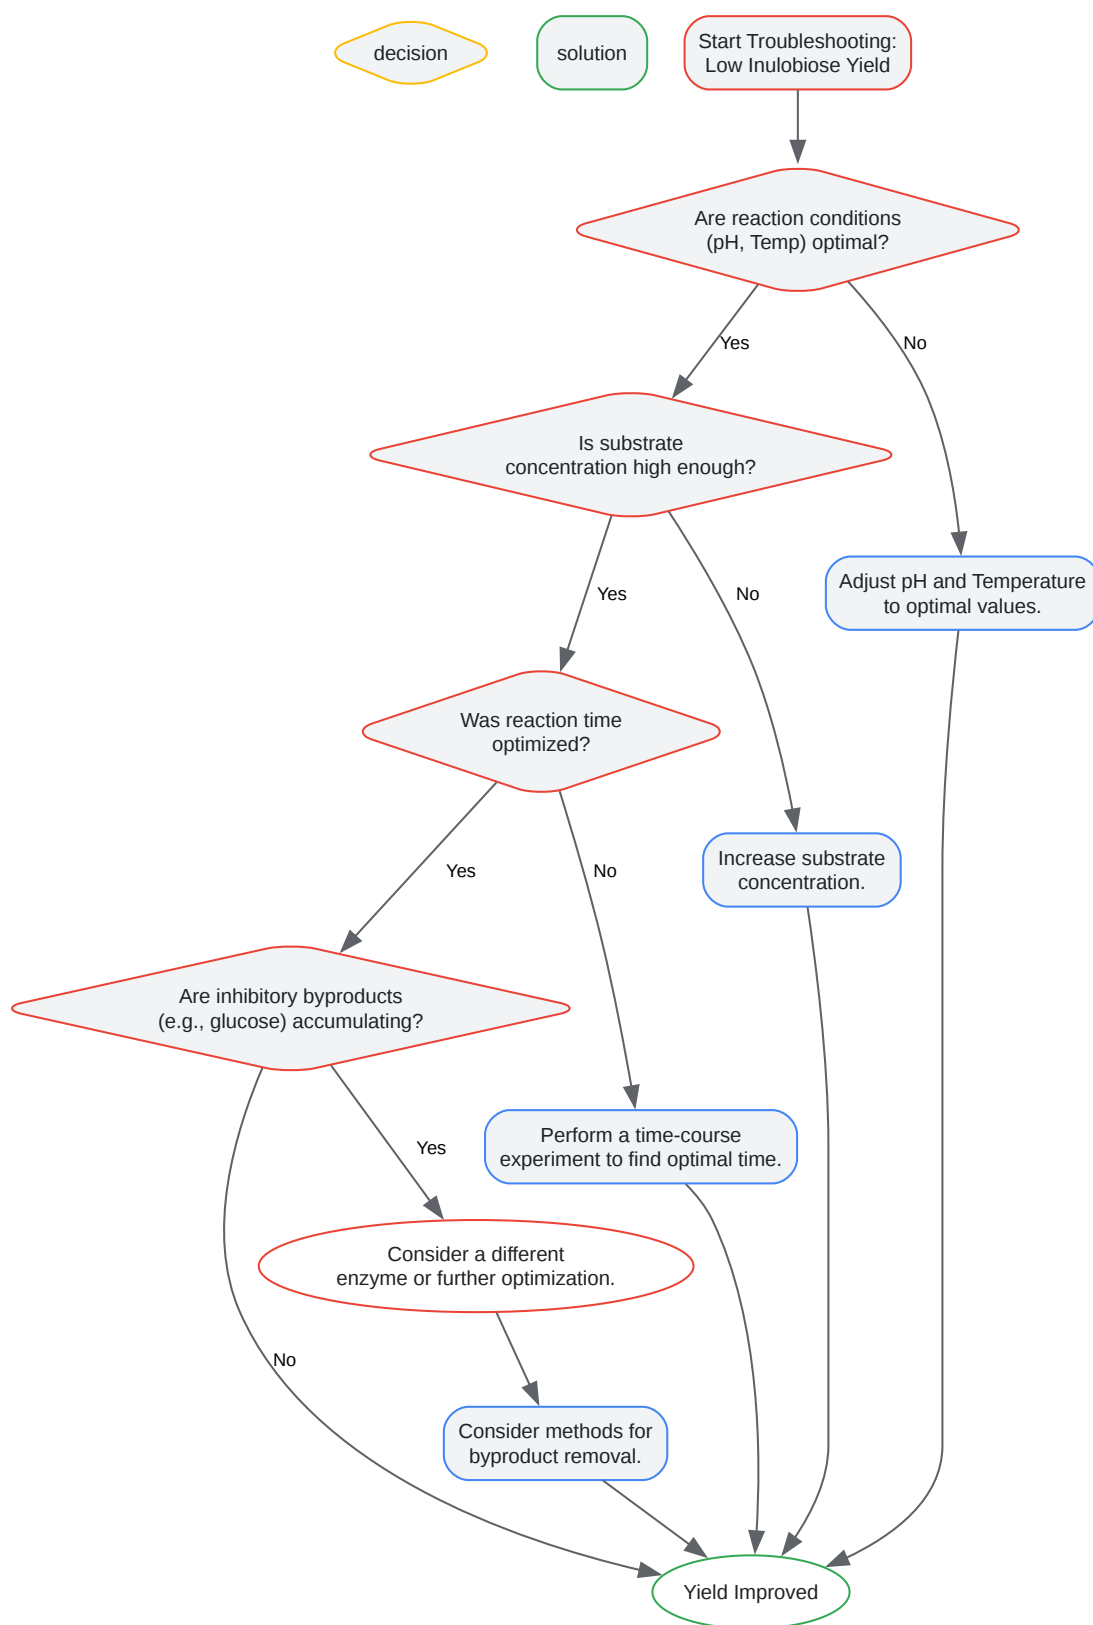 decision
solution
Start Troubleshooting:
Low Inulobiose Yield
Are reaction conditions
(pH, Temp) optimal?
Yes
No
Is substrate
concentration high enough?
Yes
No
Adjust pH and Temperature
to optimal values.
Was reaction time
optimized?
Yes
No
Increase substrate
concentration.
Are inhibitory byproducts
(e.g., glucose) accumulating?
Yes
Perform a time-course
experiment to find optimal time.
Consider a different
enzyme or further optimization.
No
Consider methods for
byproduct removal.
Yield Improved